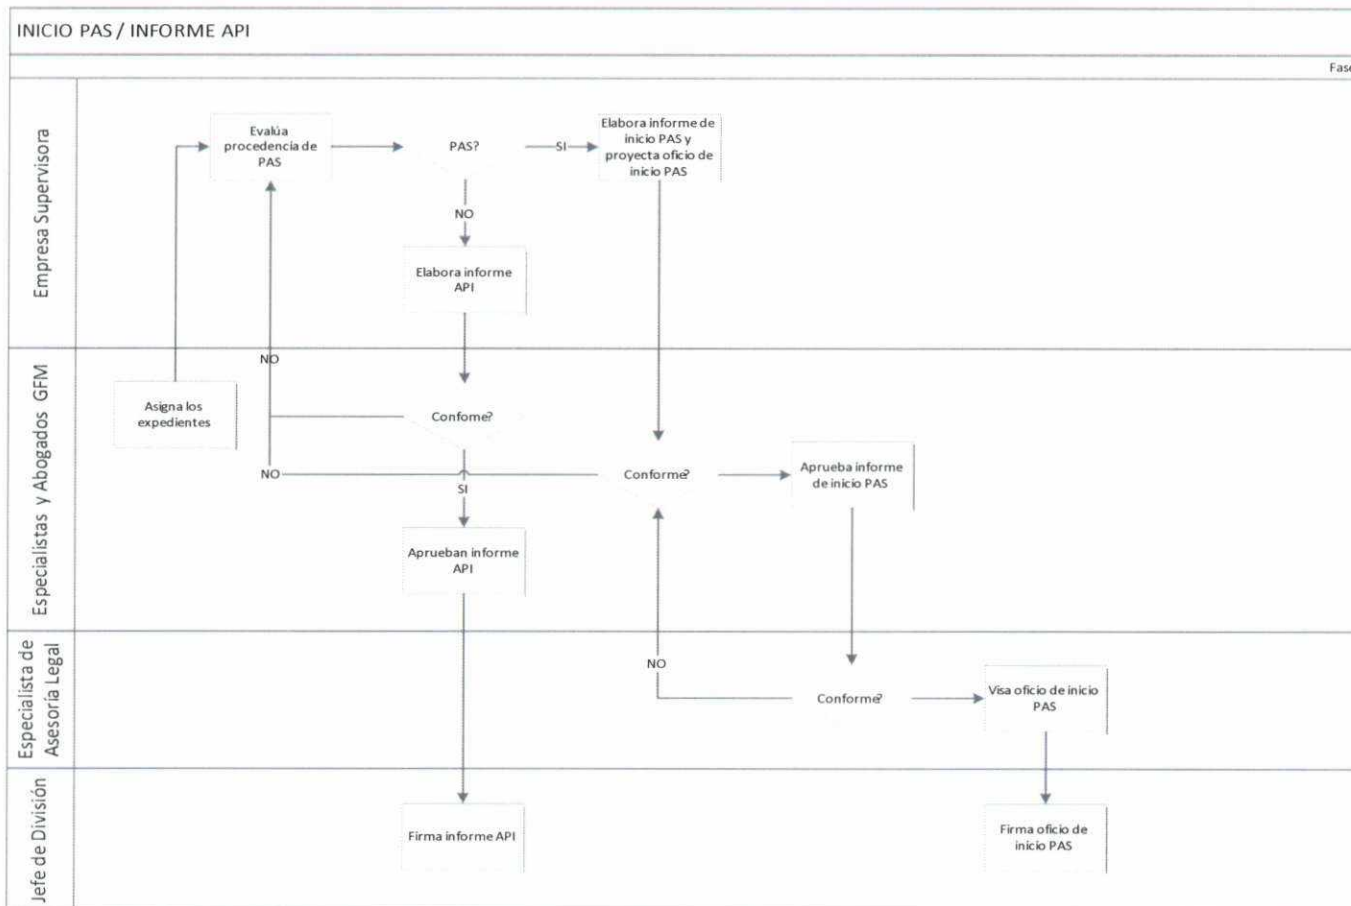 INICIO PAS / INFORME API
Fase
Empresa Supervisora
Evalúa
procedencia de
PAS
PAS?
SI
Elabora informe de
inicio PAS y
proyecta oficio de
inicio PAS
NO
Elabora informe
API
Especialistas y Abogados GFM
NO
Asigna los
expedientes
Confome?
NO
SI
Conforme?
Aprueba informe
de inicio PAS
Aprueban informe
API
Especialista de
Asesoría Legal
NO
Conforme?
Visa oficio de inicio
PAS
Jefe de División
Firma informe API
Firma oficio de
inicio PAS